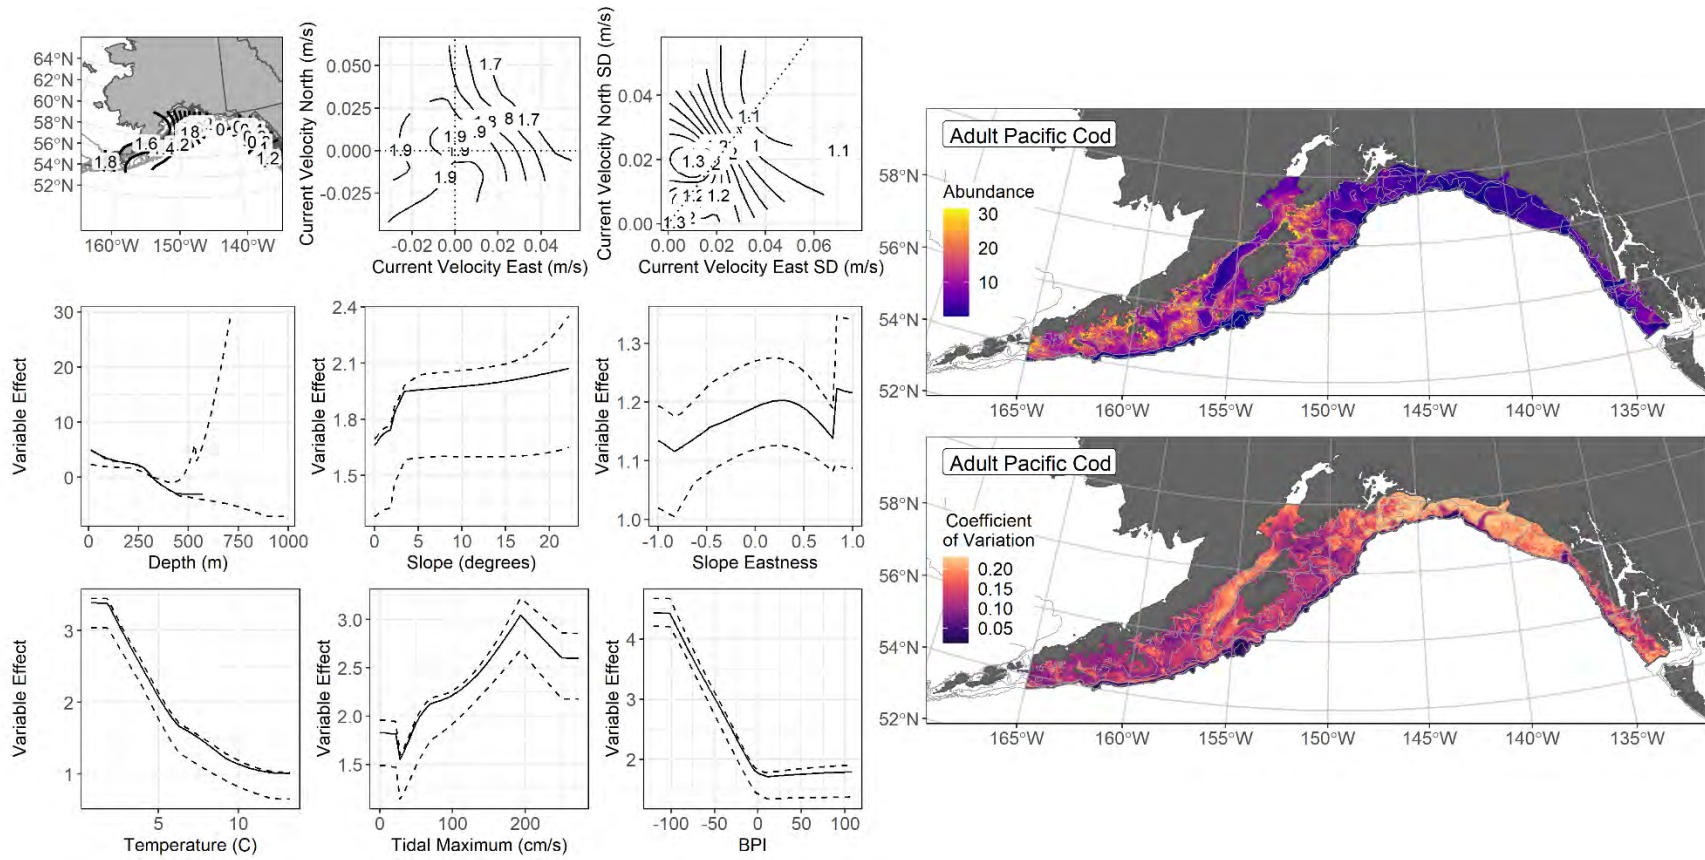 64°N
62°N
60°N
58°N
56°N
54°N
52°N
160°W 150°W 140°W
1.8 1.6 1.2
Current Velocity North (m/s)
0.050
0.025
0.000
-0.025
-0.02 0.00 0.02 0.04
Current Velocity East (m/s)
1.7
1.7
1.9
1.9
1.9
Current Velocity North SD (m/s)
0.04
0.02
0.00
0.00 0.02 0.04 0.06
Current Velocity East SD (m/s)
1.1
1 1.1
1.3
1.2
1.3
Variable Effect
30
20
10
0
0 250 500 750 1000
Depth (m)
Variable Effect
2.4
2.1
1.8
1.5
0 5 10 15 20
Slope (degrees)
Variable Effect
1.3
1.2
1.1
1.0
-1.0 -0.5 0.0 0.5 1.0
Slope Eastness
Variable Effect
3
2
1
5 10
Temperature (C)
Variable Effect
3.0
2.5
2.0
1.5
0 100 200
Tidal Maximum (cm/s)
Variable Effect
4
3
2
-100 -50 0 50 100
BPI
Adult Pacific Cod
Abundance
30
20
10
58°N
56°N
54°N
52°N
165°W 160°W 155°W 150°W 145°W 140°W 135°W
Adult Pacific Cod
Coefficient
of Variation
0.20
0.15
0.10
0.05
58°N
56°N
54°N
52°N
165°W 160°W 155°W 150°W 145°W 140°W 135°W